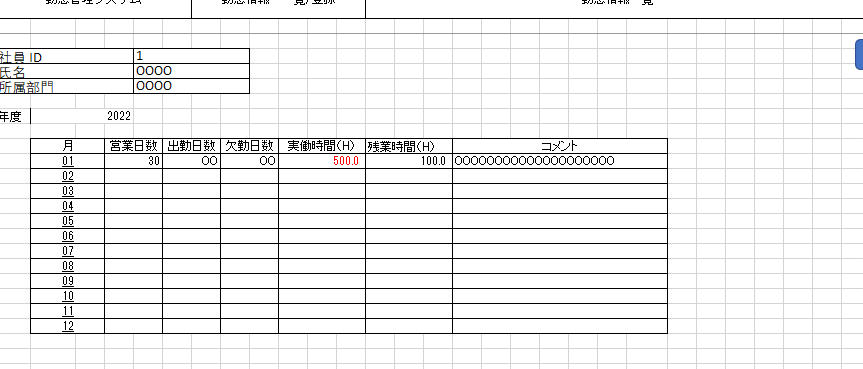 社員 ID 1
氏名 OOOO
所属部門 OOOO
年度 2022
月 営業日数 出勤日数 欠勤日数 実働時間(H) 残業時間(H) コメント
01 30 OO OO 500.0 100.0 OOOOOOOOOOOOOOOOOOOO
02
03
04
05
06
07
08
09
10
11
12